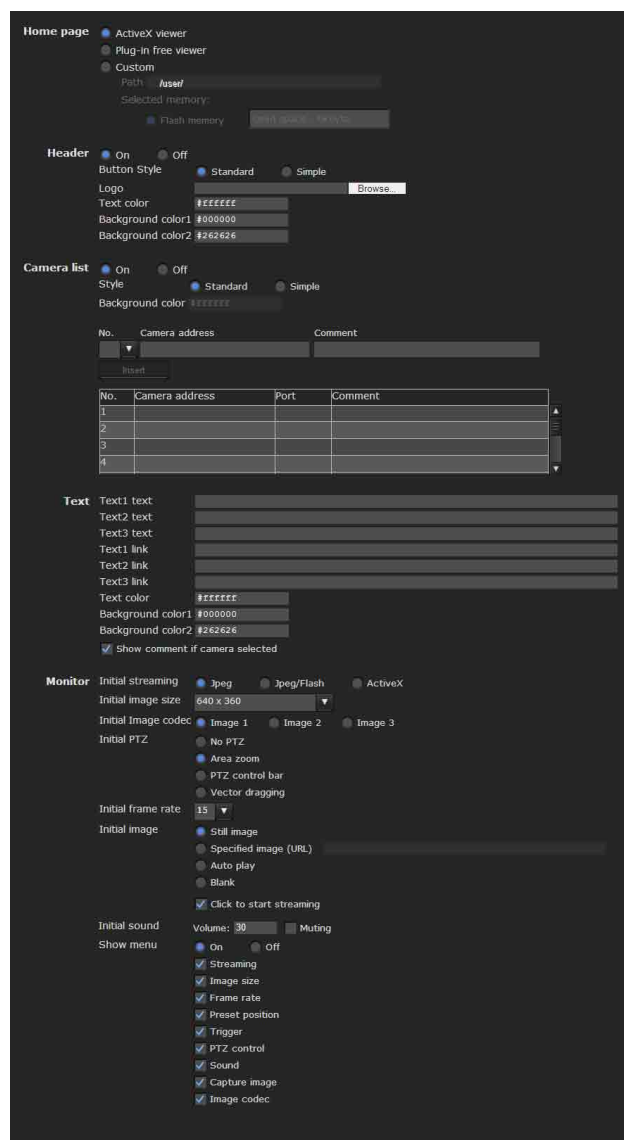 Home page ActiveX viewer
Plug-in free viewer
Custom
Path /user/
Selected memory:
Flash memory
Header On Off
Button Style Standard Simple
Logo Browse...
Text color #ffffff
Background color1 #000000
Background color2 #262626
Camera list On Off
Style Standard Simple
Background color #ffffff
No. Camera address Comment
Insert
No. Camera address Port Comment
1
2
3
4
Text Text1 text
Text2 text
Text3 text
Text1 link
Text2 link
Text3 link
Text color #ffffff
Background color1 #000000
Background color2 #262626
Show comment if camera selected
Monitor Initial streaming Jpeg Jpeg/Flash ActiveX
Initial image size 640 x 360
Initial Image codec Image 1 Image 2 Image 3
Initial PTZ No PTZ
Area zoom
PTZ control bar
Vector dragging
Initial frame rate 15
Initial image Still image
Specified image (URL)
Auto play
Blank
Click to start streaming
Initial sound Volume: 30 Muting
Show menu On Off
Streaming
Image size
Frame rate
Preset position
Trigger
PTZ control
Sound
Capture image
Image codec